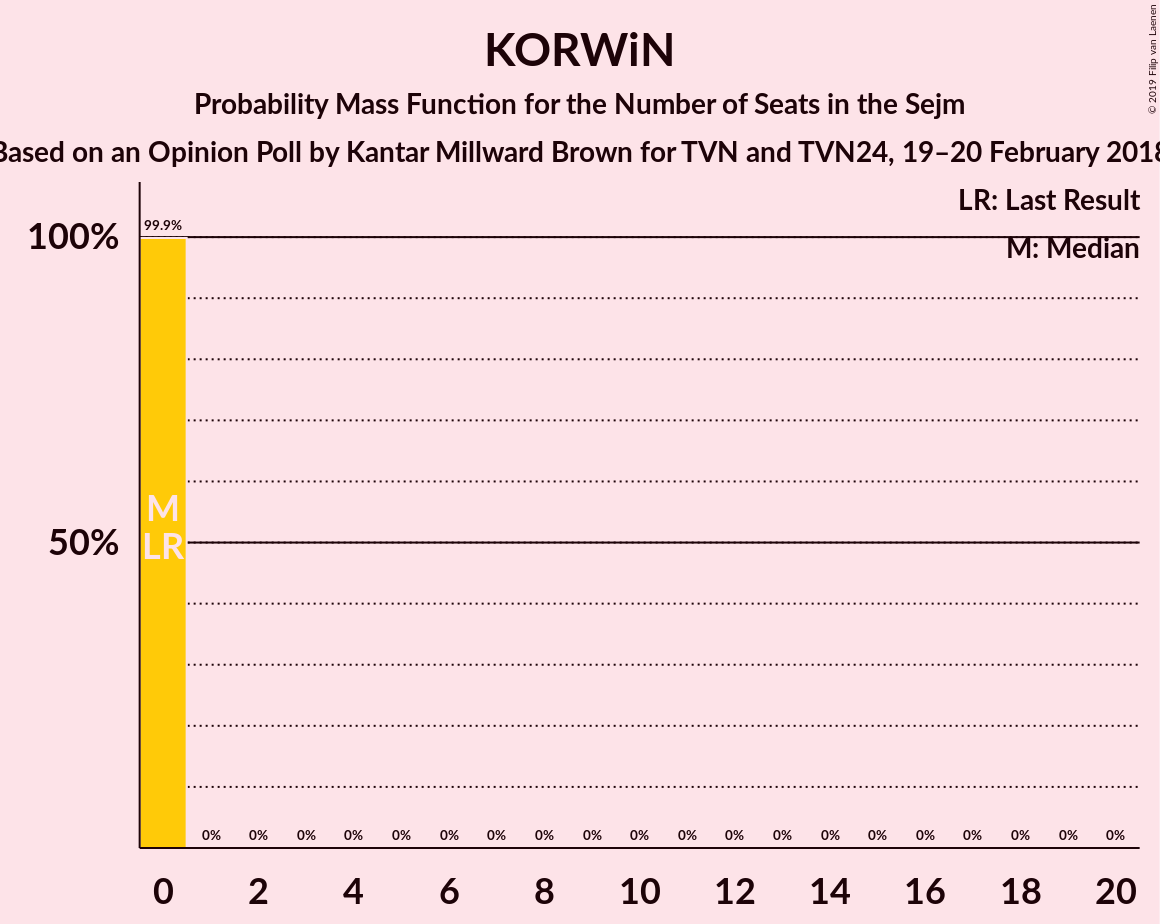 KORWiN
Probability Mass Function for the Number of Seats in the Sejm
Based on an Opinion Poll by Kantar Millward Brown for TVN and TVN24, 19–20 February 2018
© 2019 Filip van Laenen
LR: Last Result
M: Median
99.9%
100%
M
LR
50%
0% 0% 0% 0% 0% 0% 0% 0% 0% 0% 0% 0% 0% 0% 0% 0% 0% 0% 0% 0%
0 2 4 6 8 10 12 14 16 18 20